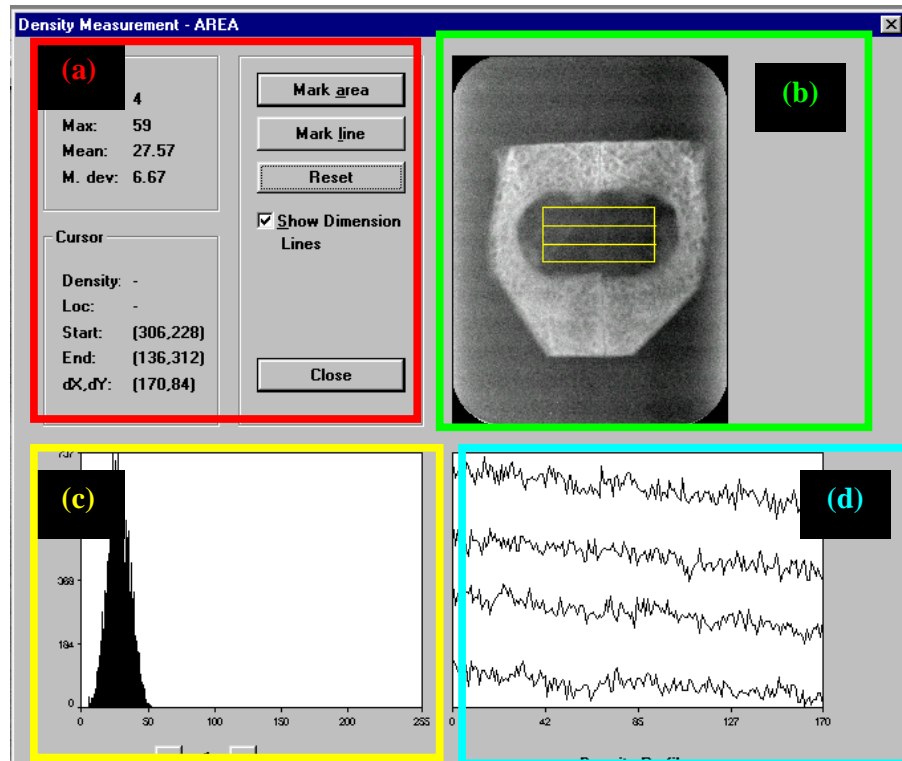 Density Measurement - AREA
(a)
4
Max: 59
Mean: 27.57
M. dev: 6.67
Mark area
Mark line
Reset
Show Dimension
Lines
Close
Cursor
Density: -
Loc: -
Start: (306,228)
End: (136,312)
dX,dY: (170,84)
(b)
(c)
368
184
0
0 50 100 150 200 255
(d)
0 42 85 127 170